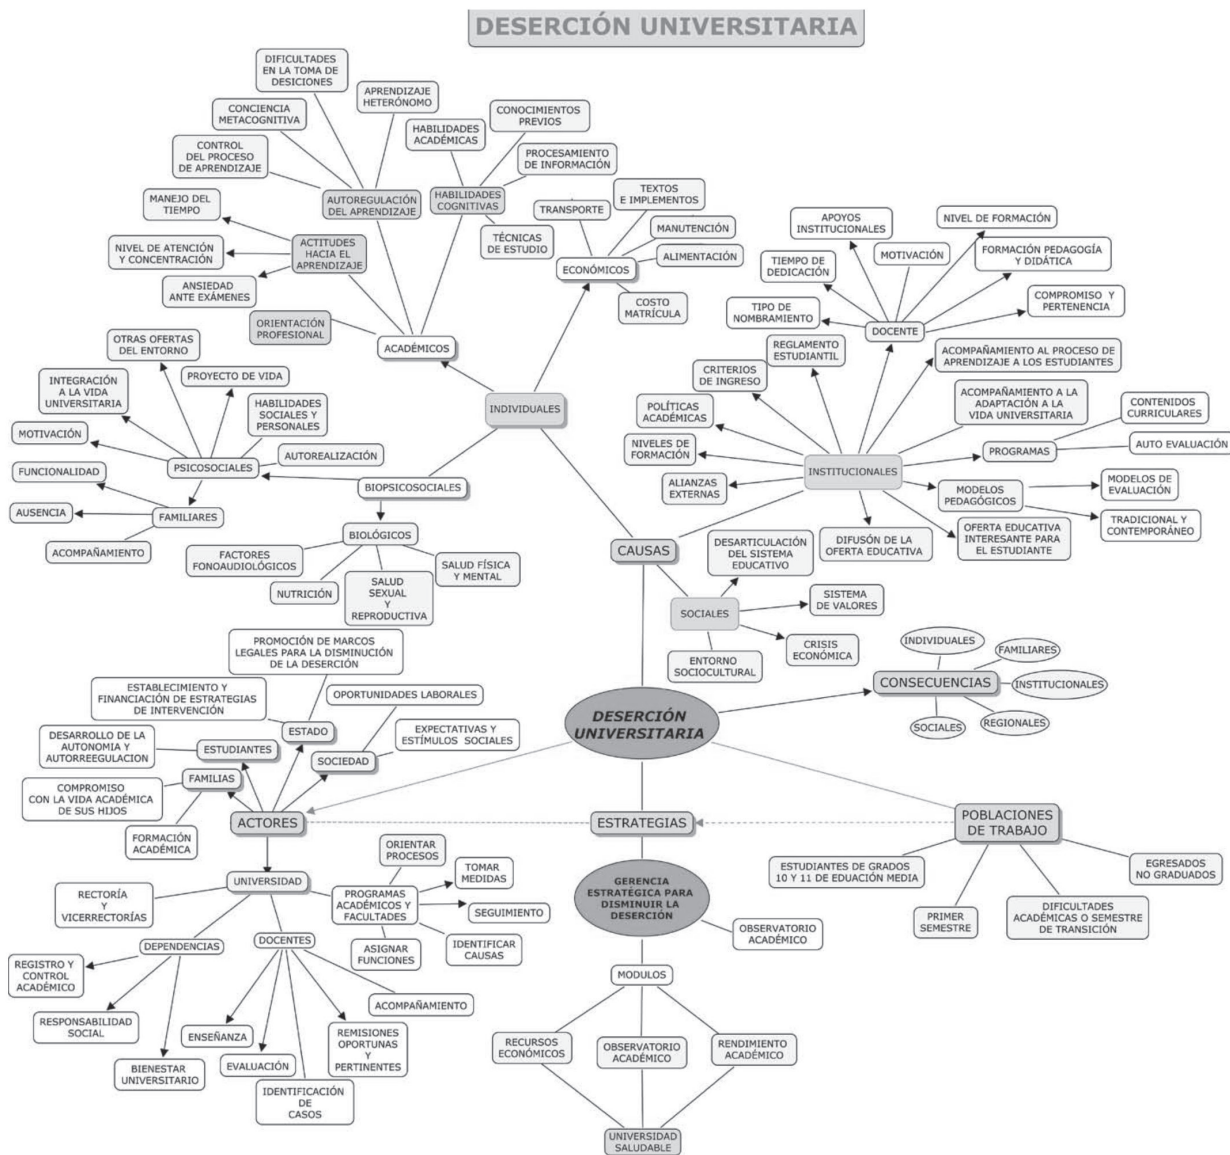 DESERCIÓN UNIVERSITARIA
DIFICULTADES
EN LA TOMA DE
DESICIONES
APRENDIZAJE
HETERÓNOMO
CONCIENCIA
METACOGNITIVA
HABILIDADES
ACADÉMICAS
CONOCIMIENTOS
PREVIOS
CONTROL
DEL PROCESO
DE APRENDIZAJE
PROCESAMIENTO
DE INFORMACIÓN
MANEJO DEL
TIEMPO
AUTOREGULACIÓN
DEL APRENDIZAJE
HABILIDADES
COGNITIVAS
TÉCNICAS
DE ESTUDIO
NIVEL DE ATENCIÓN
Y CONCENTRACIÓN
ACTITUDES
HACIA EL
APRENDIZAJE
ANSIEDAD
ANTE EXÁMENES
ORIENTACIÓN
PROFESIONAL
ACADÉMICOS
TRANSPORTE
TEXTOS
E IMPLEMENTOS
MANUTENCIÓN
ALIMENTACIÓN
ECONÓMICOS
COSTO
MATRÍCULA
INDIVIDUALES
OTRAS OFERTAS
DEL ENTORNO
INTEGRACIÓN
A LA VIDA
UNIVERSITARIA
PROYECTO DE VIDA
HABILIDADES
SOCIALES Y
PERSONALES
MOTIVACIÓN
AUTOREALIZACIÓN
PSICOSOCIALES
BIOPSICOSOCIALES
FUNCIONALIDAD
AUSENCIA
FAMILIARES
ACOMPAÑAMIENTO
BIOLÓGICOS
FACTORES
FONOAUDIOLÓGICOS
NUTRICIÓN
SALUD
SEXUAL
Y
REPRODUCTIVA
SALUD FÍSICA
Y MENTAL
APOYOS
INSTITUCIONALES
NIVEL DE FORMACIÓN
MOTIVACIÓN
FORMACIÓN PEDAGOGÍA
Y DIDÁTICA
TIEMPO DE
DEDICACIÓN
TIPO DE
NOMBRAMIENTO
DOCENTE
COMPROMISO Y
PERTENENCIA
REGLAMENTO
ESTUDIANTIL
CRITERIOS
DE INGRESO
ACOMPAÑAMIENTO AL PROCESO DE
APRENDIZAJE A LOS ESTUDIANTES
POLÍTICAS
ACADÉMICAS
ACOMPAÑAMIENTO A LA
ADAPTACIÓN A LA
VIDA UNIVERSITARIA
CONTENIDOS
CURRICULARES
NIVELES DE
FORMACIÓN
PROGRAMAS
AUTO EVALUACIÓN
INSTITUCIONALES
ALIANZAS
EXTERNAS
MODELOS
PEDAGÓGICOS
MODELOS DE
EVALUACIÓN
TRADICIONAL Y
CONTEMPORÁNEO
DIFUSÓN DE LA
OFERTA EDUCATIVA
OFERTA EDUCATIVA
INTERESANTE PARA
EL ESTUDIANTE
CAUSAS
DESARTICULACIÓN
DEL SISTEMA
EDUCATIVO
SOCIALES
SISTEMA
DE VALORES
CRISIS
ECONÓMICA
ENTORNO
SOCIOCULTURAL
INDIVIDUALES
FAMILIARES
CONSECUENCIAS
INSTITUCIONALES
SOCIALES
REGIONALES
DESERCIÓN
UNIVERSITARIA
PROMOCIÓN DE MARCOS
LEGALES PARA LA DISMINUCIÓN
DE LA DESERCIÓN
ESTABLECIMIENTO Y
FINANCIACIÓN DE ESTRATEGIAS
DE INTERVENCIÓN
OPORTUNIDADES LABORALES
ESTADO
DESARROLLO DE LA
AUTONOMIA Y
AUTORREEGULACION
ESTUDIANTES
EXPECTATIVAS Y
ESTÍMULOS SOCIALES
SOCIEDAD
FAMILIAS
COMPROMISO
CON LA VIDA ACADÉMICA
DE SUS HIJOS
FORMACIÓN
ACADÉMICA
ACTORES
ESTRATEGIAS
POBLACIONES
DE TRABAJO
UNIVERSIDAD
RECTORÍA
Y
VICERRECTORÍAS
ORIENTAR
PROCESOS
PROGRAMAS
ACADÉMICOS Y
FACULTADES
TOMAR
MEDIDAS
SEGUIMIENTO
IDENTIFICAR
CAUSAS
ASIGNAR
FUNCIONES
DEPENDENCIAS
DOCENTES
REGISTRO Y
CONTROL
ACADÉMICO
RESPONSABILIDAD
SOCIAL
BIENESTAR
UNIVERSITARIO
ENSEÑANZA
EVALUACIÓN
IDENTIFICACIÓN
DE
CASOS
REMISIONES
OPORTUNAS
Y
PERTINENTES
ACOMPAÑAMIENTO
GERENCIA
ESTRATÉGICA PARA
DISMINUIR LA
DESERCIÓN
OBSERVATORIO
ACADÉMICO
MODULOS
RECURSOS
ECONÓMICOS
OBSERVATORIO
ACADÉMICO
RENDIMIENTO
ACADÉMICO
UNIVERSIDAD
SALUDABLE
ESTUDIANTES DE GRADOS
10 Y 11 DE EDUACIÓN MEDIA
PRIMER
SEMESTRE
DIFICULTADES
ACADÉMICAS O SEMESTRE
DE TRANSICIÓN
EGRESADOS
NO GRADUADOS